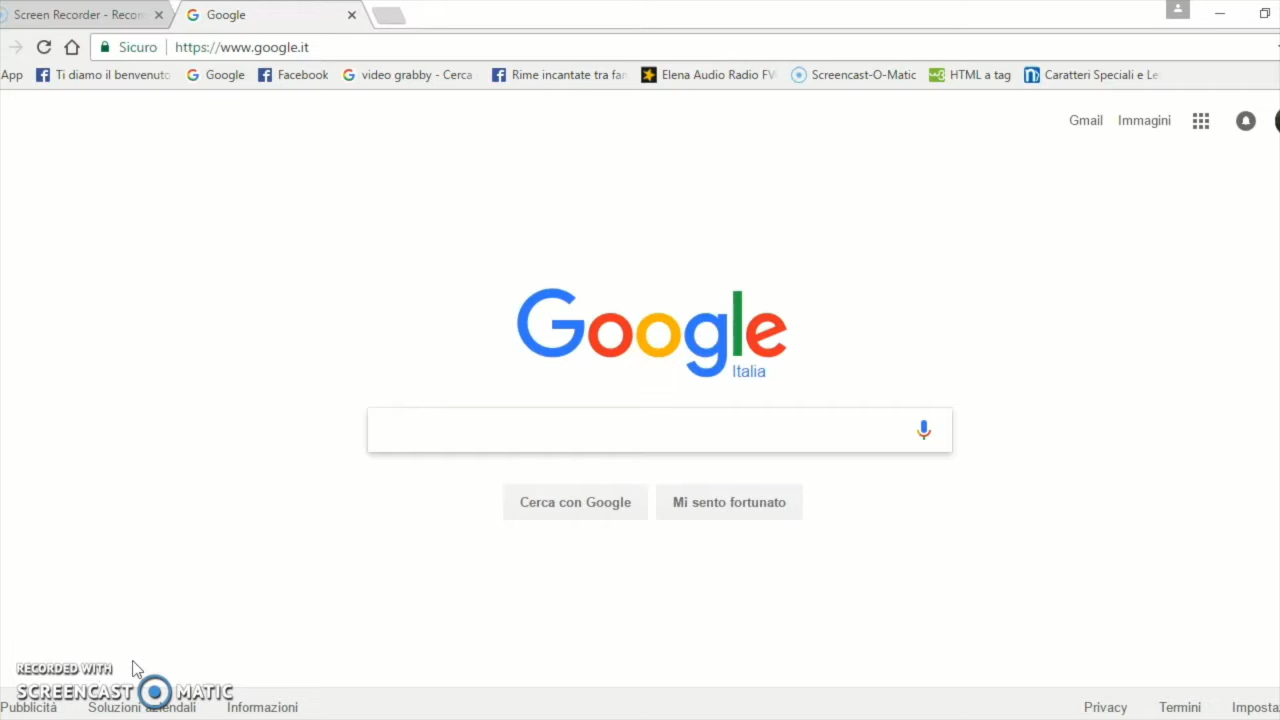 Screen Recorder - Recor
Google
Sicuro https://www.google.it
App Ti diamo il benvenuto Google Facebook video grabby - Cerca Rime incantate tra fan Elena Audio Radio FV Screencast-O-Matic HTML a tag Caratteri Speciali e Le
Gmail Immagini
Google
Italia
Cerca con Google Mi sento fortunato
RECORDED WITH
SCREENCAST MATIC
Pubblicità Soluzioni aziendali Informazioni Privacy Termini Imposta